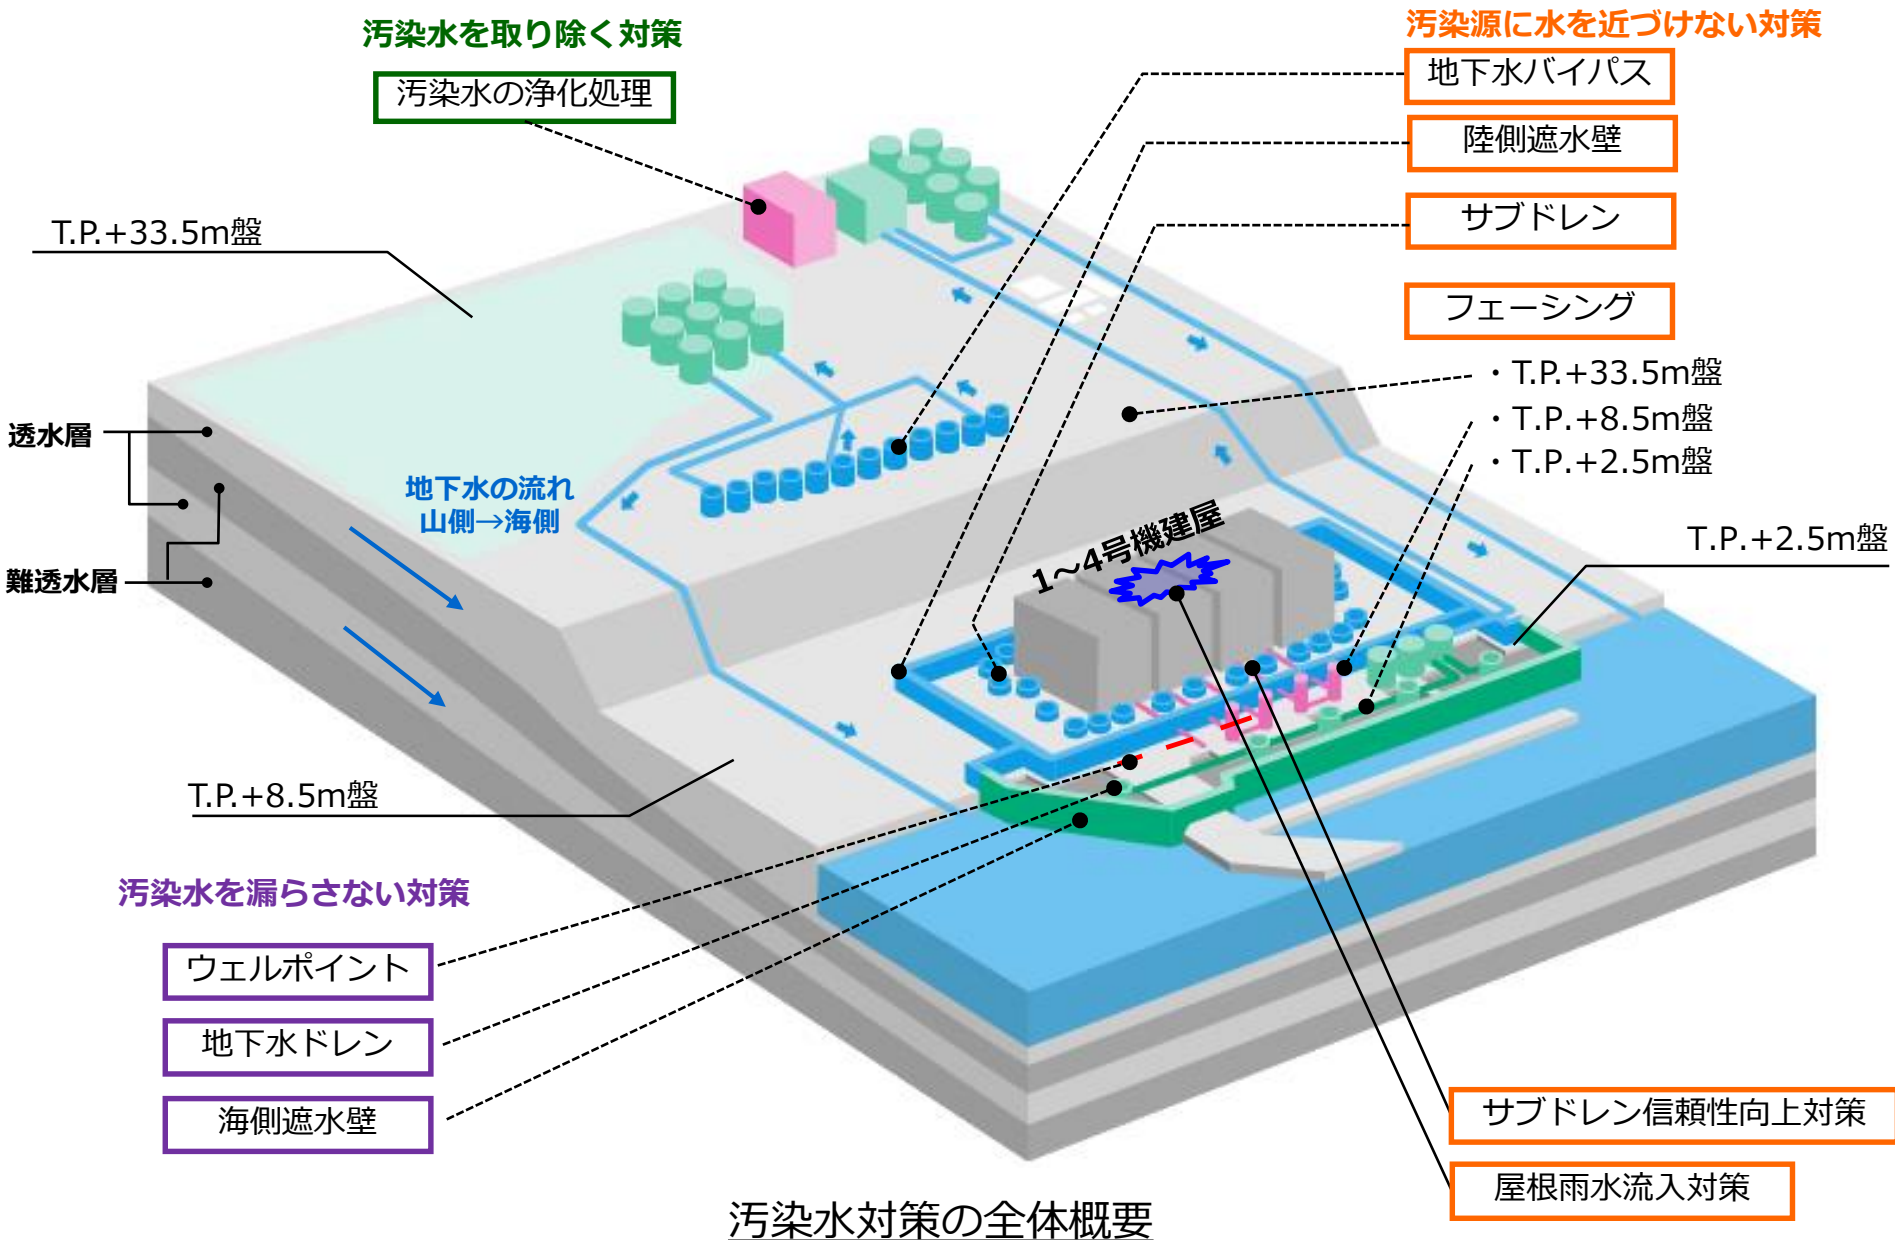 汚染水を取り除く対策
汚染水の浄化処理
汚染源に水を近づけない対策
地下水バイパス
陸側遮水壁
サブドレン
フェーシング
・T.P.+33.5m盤
・T.P.+8.5m盤
・T.P.+2.5m盤
T.P.+33.5m盤
透水層
難透水層
地下水の流れ
山側→海側
1～4号機建屋
T.P.+2.5m盤
T.P.+8.5m盤
汚染水を漏らさない対策
ウェルポイント
地下水ドレン
海側遮水壁
サブドレン信頼性向上対策
屋根雨水流入対策
汚染水対策の全体概要